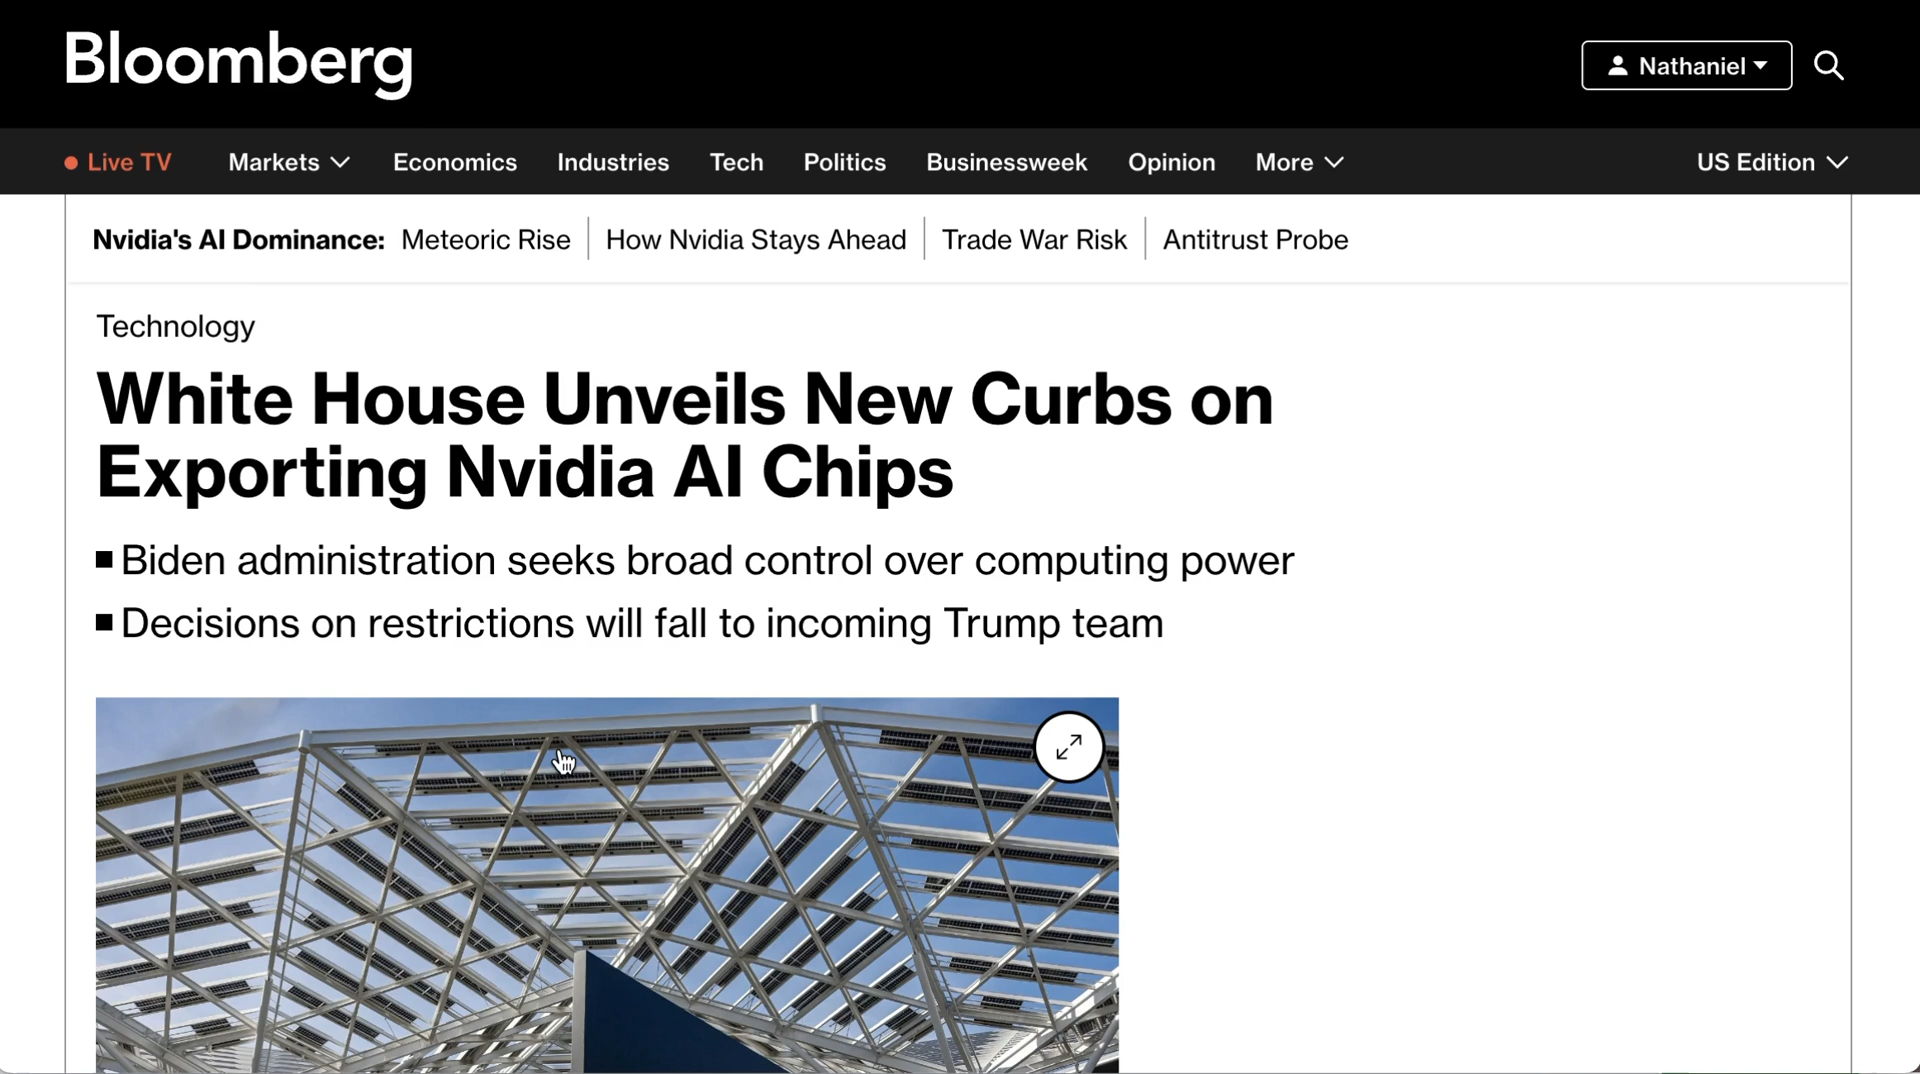 Bloomberg
Nathaniel
Live TV Markets Economics Industries Tech Politics Businessweek Opinion More US Edition
Nvidia's AI Dominance: Meteoric Rise How Nvidia Stays Ahead Trade War Risk Antitrust Probe
Technology
White House Unveils New Curbs on
Exporting Nvidia AI Chips
Biden administration seeks broad control over computing power
Decisions on restrictions will fall to incoming Trump team